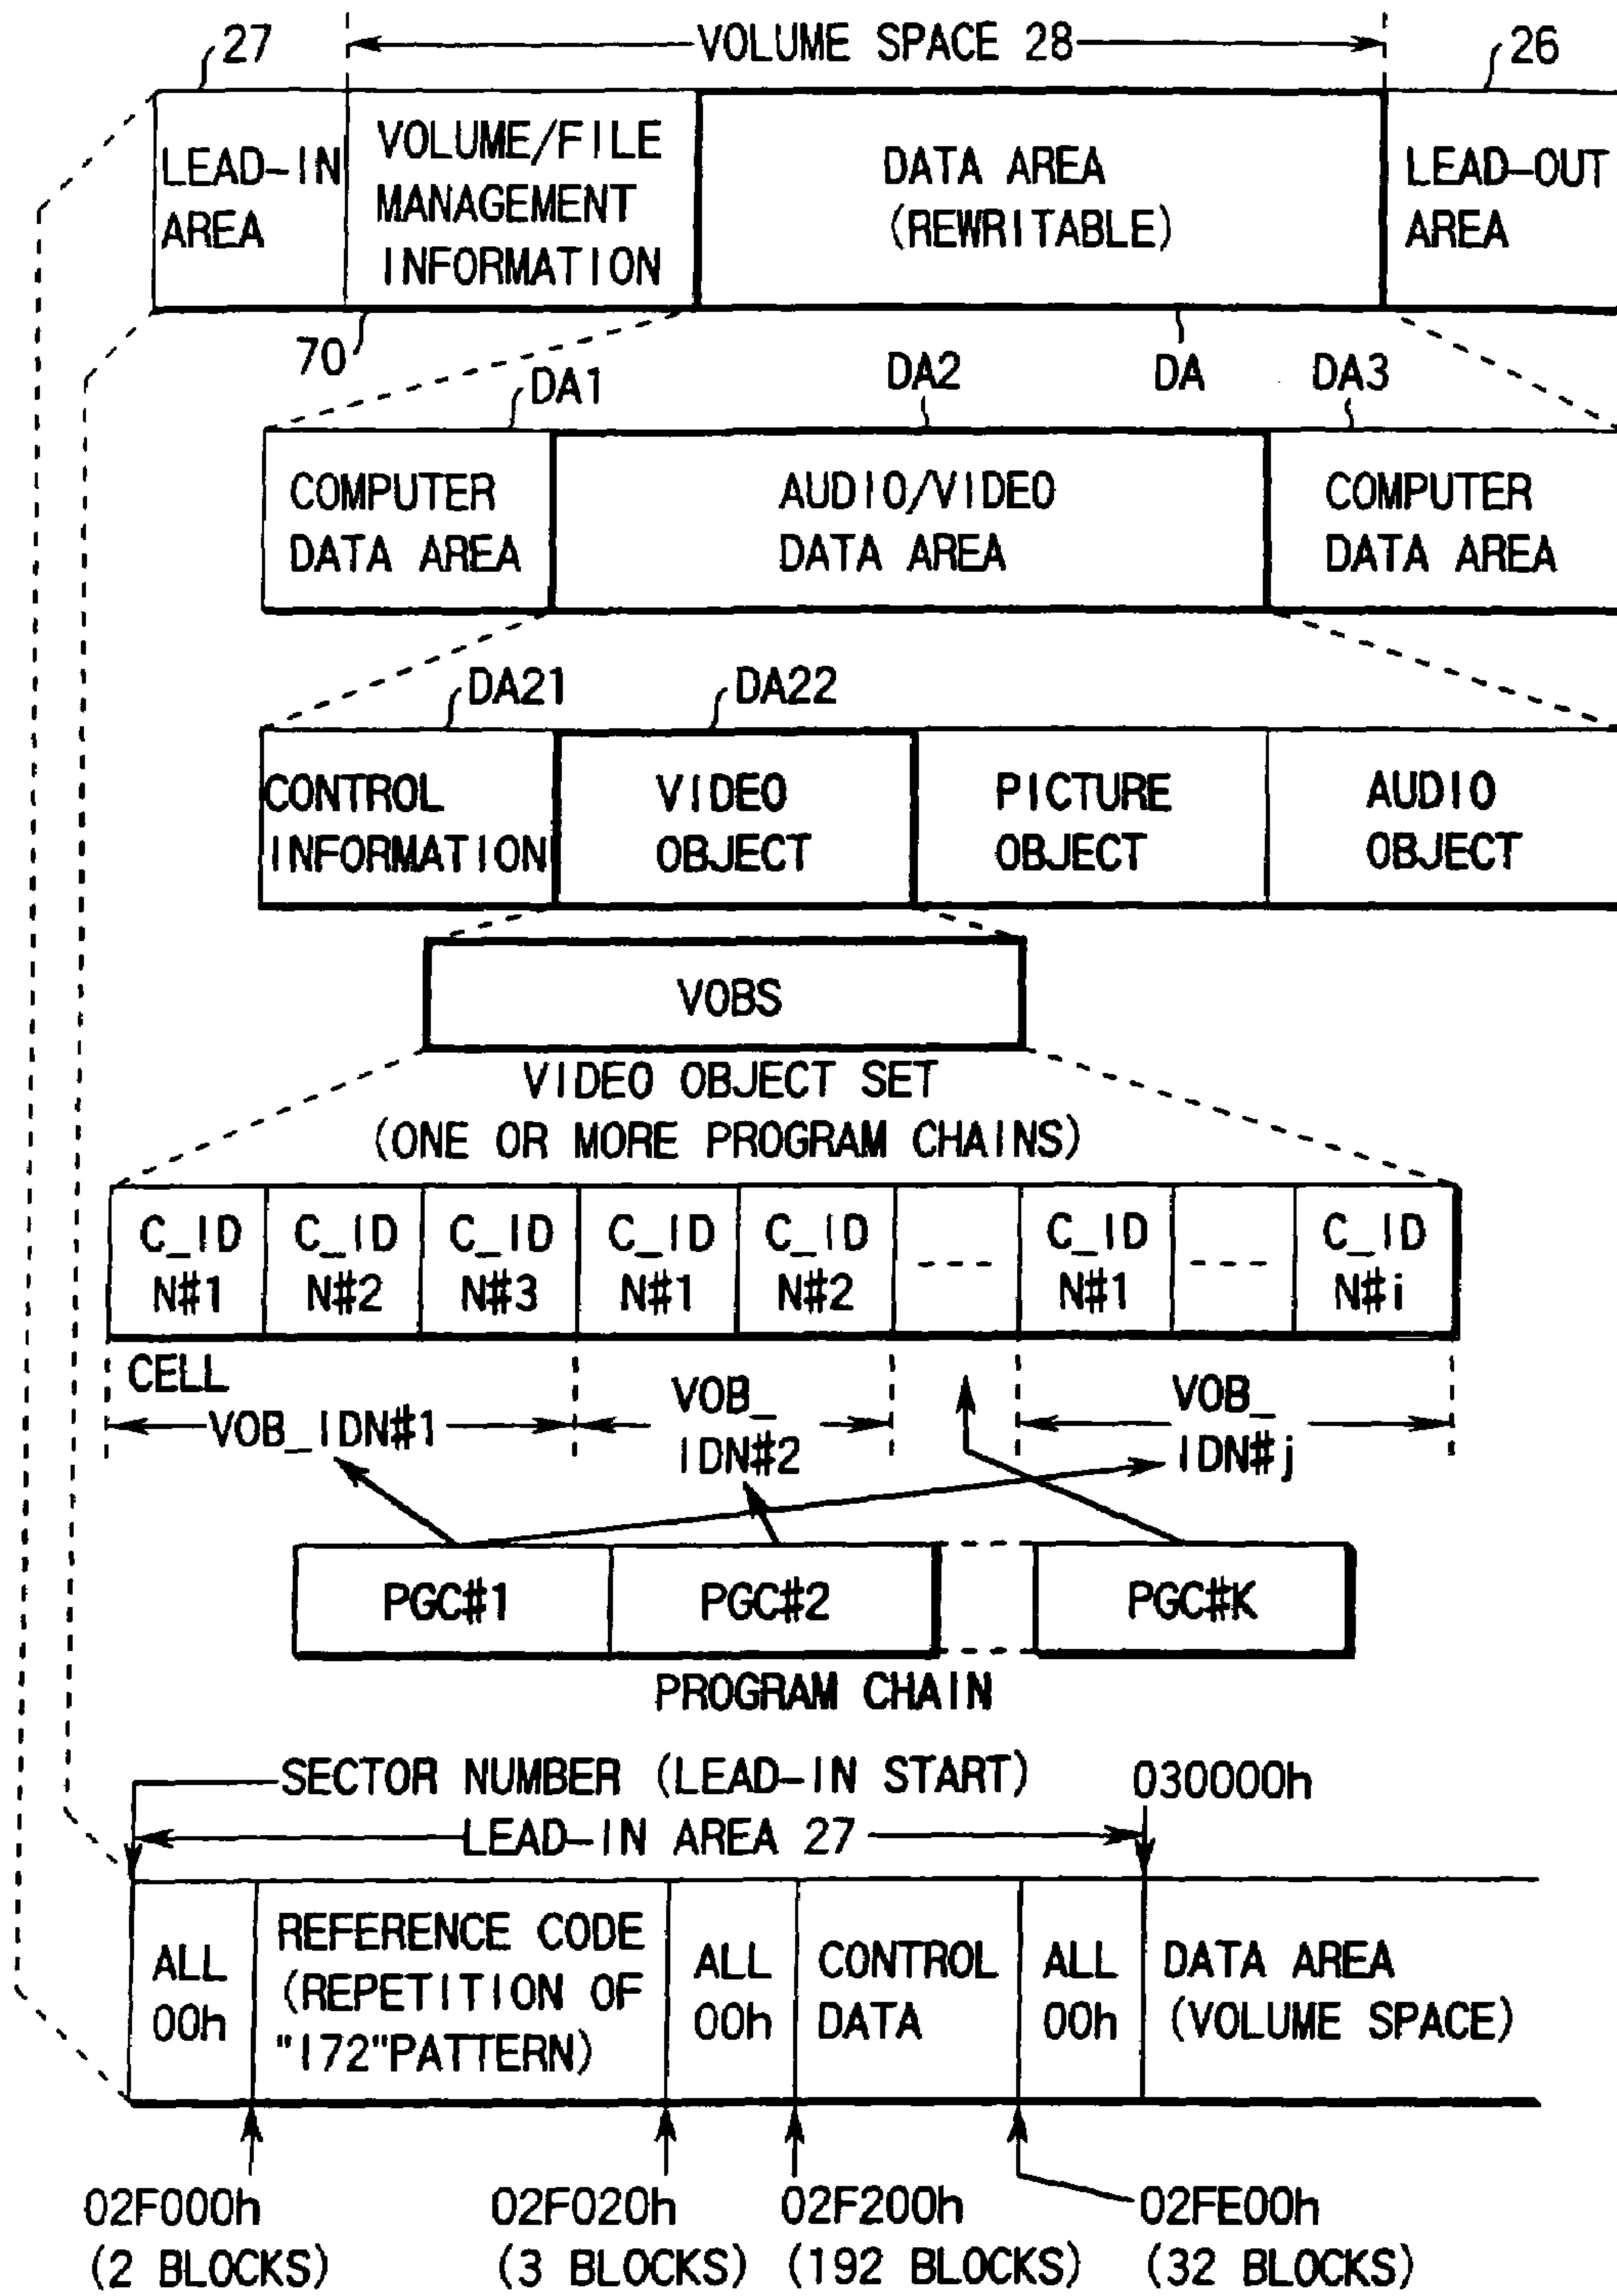 27
VOLUME SPACE 28
26
LEAD-IN
AREA
VOLUME/FILE
MANAGEMENT
INFORMATION
DATA AREA
(REWRITABLE)
LEAD-OUT
AREA
70
DA1
DA2
DA
DA3
COMPUTER
DATA AREA
AUDIO/VIDEO
DATA AREA
COMPUTER
DATA AREA
DA21
DA22
CONTROL
INFORMATION
VIDEO
OBJECT
PICTURE
OBJECT
AUDIO
OBJECT
VOBS
VIDEO OBJECT SET
(ONE OR MORE PROGRAM CHAINS)
C_ID
N#1
C_ID
N#2
C_ID
N#3
C_ID
N#1
C_ID
N#2
----
C_ID
N#1
----
C_ID
N#i
CELL
VOB_IDN#1
VOB_
IDN#2
VOB_
IDN#j
PGC#1
PGC#2
PGC#K
PROGRAM CHAIN
SECTOR NUMBER (LEAD-IN START)
030000h
LEAD-IN AREA 27
ALL
00h
REFERENCE CODE
(REPETITION OF
"172"PATTERN)
ALL
00h
CONTROL
DATA
ALL
00h
DATA AREA
(VOLUME SPACE)
02F000h
(2 BLOCKS)
02F020h
(3 BLOCKS)
02F200h
(192 BLOCKS)
02FE00h
(32 BLOCKS)